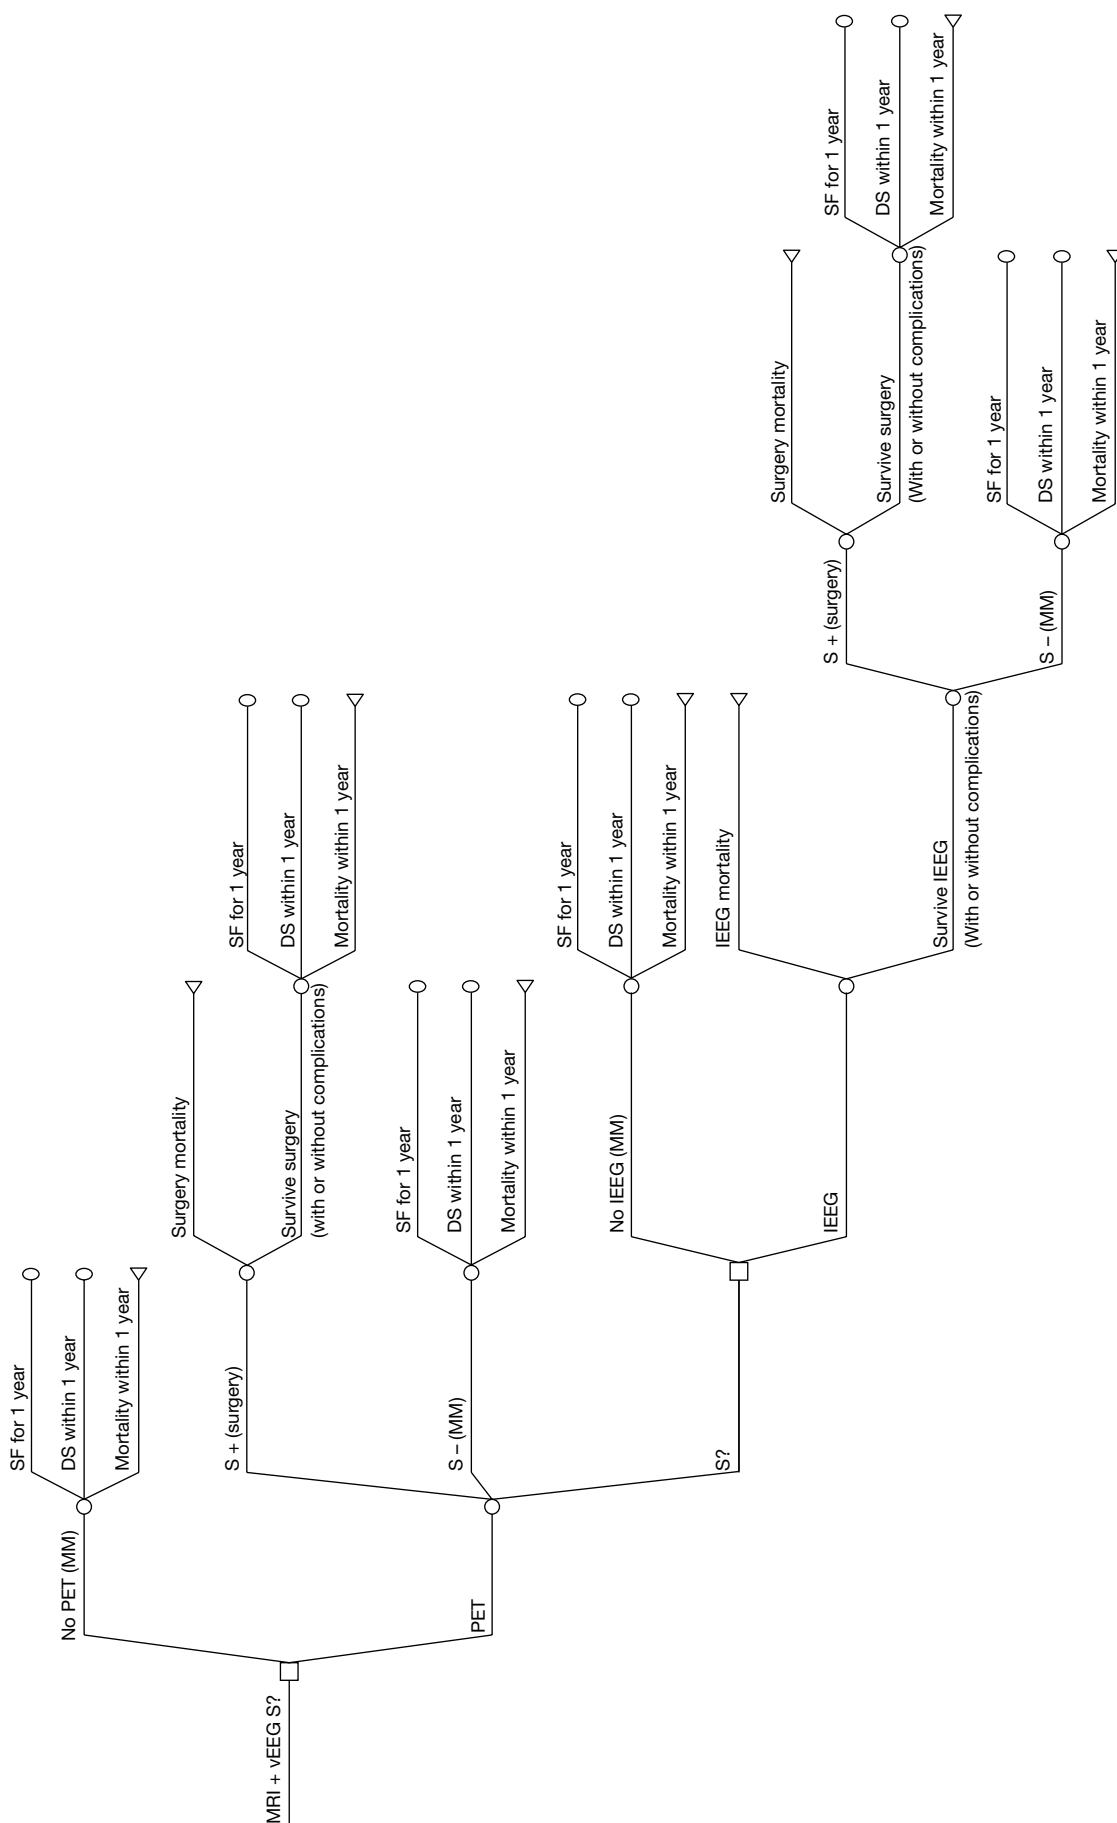 MRI + vEEG S?
No PET (MM)
SF for 1 year
DS within 1 year
Mortality within 1 year
PET
S + (surgery)
Surgery mortality
Survive surgery
(with or without complications)
SF for 1 year
DS within 1 year
Mortality within 1 year
S – (MM)
SF for 1 year
DS within 1 year
Mortality within 1 year
S?
No IEEG (MM)
SF for 1 year
DS within 1 year
Mortality within 1 year
IEEG
IEEG mortality
Survive IEEG
(With or without complications)
S + (surgery)
Surgery mortality
Survive surgery
(With or without complications)
SF for 1 year
DS within 1 year
Mortality within 1 year
S – (MM)
SF for 1 year
DS within 1 year
Mortality within 1 year